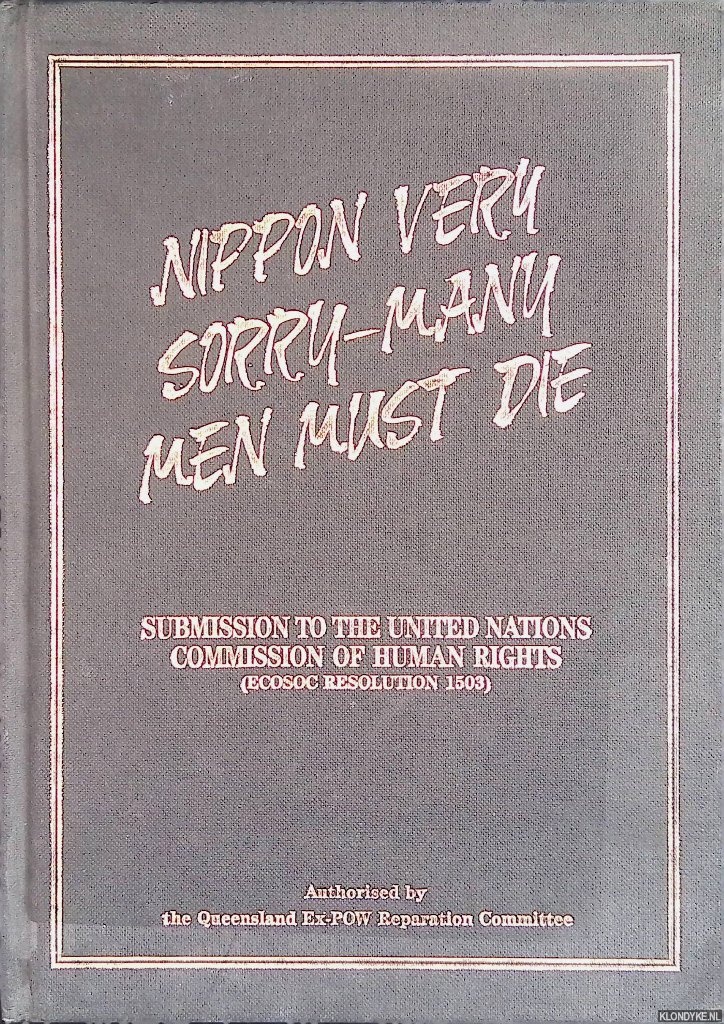 NIPPON VERY
SORRY-MANY
MEN MUST DIE
SUBMISSION TO THE UNITED NATIONS
COMMISSION OF HUMAN RIGHTS
(ECOSOC RESOLUTION 1503)
Authorised by
the Queensland Ex-POW Reparation Committee
KLONDYKE.NL